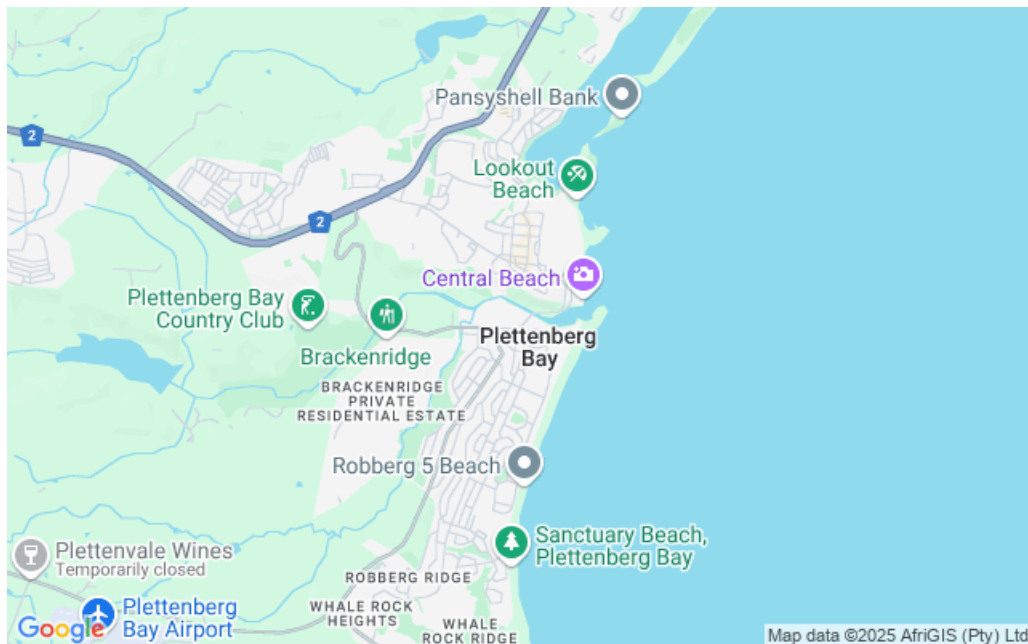 Pansyshell Bank
2
Lookout
Beach
2
Central Beach
Plettenberg Bay
Country Club
Brackenridge
Plettenberg
Bay
BRACKENRIDGE
PRIVATE
RESIDENTIAL ESTATE
Robberg 5 Beach
Sanctuary Beach,
Plettenberg Bay
Plettenvale Wines
Temporarily closed
ROBBERG RIDGE
WHALE ROCK
HEIGHTS
WHALE
ROCK RIDGE
Plettenberg
Bay Airport
Google
Map data ©2025 AfriGIS (Pty) Ltd